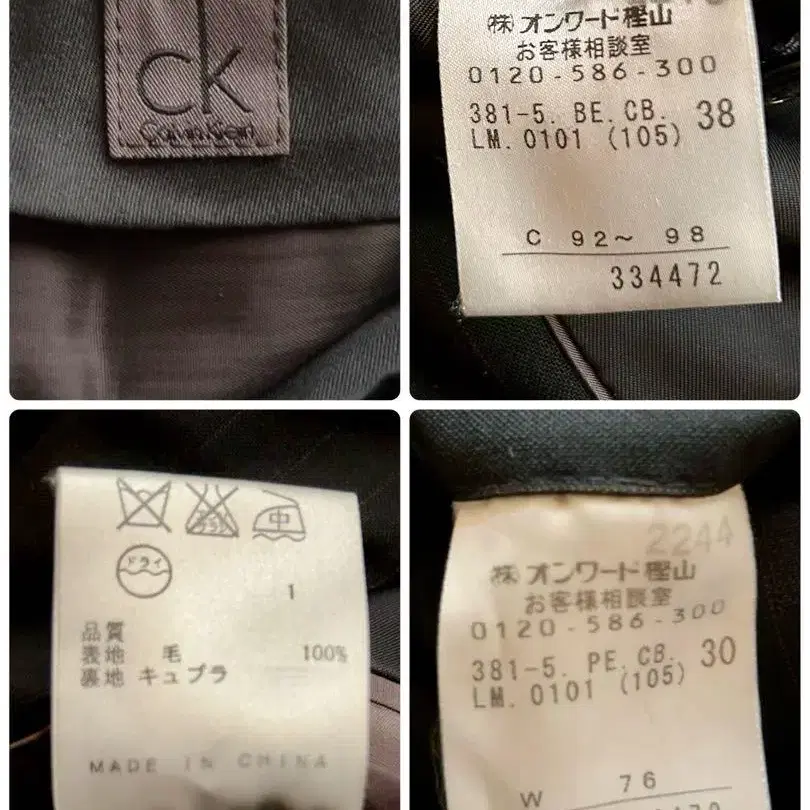 CK
Calvin Klein
㈱オンワード樫山
お客様相談室
0120-586-300
381-5. BE. CB. 38
LM. 0101 (105)
C 92～ 98
334472
ドライ
1
品質
表地 毛 100%
裏地 キュプラ
MADE IN CHINA
2244
㈱オンワード樫山
お客様相談室
0120-586-300
381-5. PE. CB. 30
LM. 0101 (105)
W 76